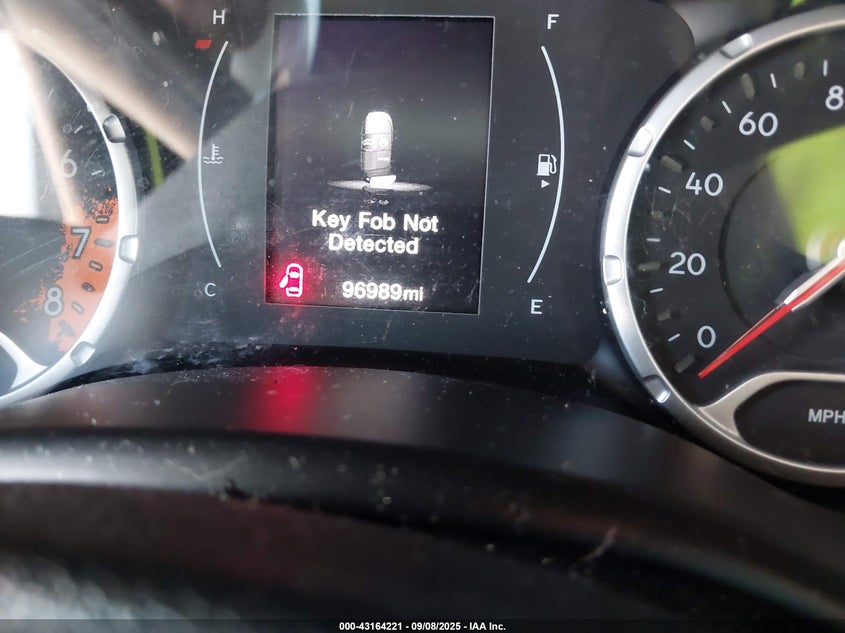 H
F
6
7
8
C
Key Fob Not
Detected
96989mi
E
8
60
40
20
0
MPH
000-43164221 - 09/08/2025 - IAA Inc.